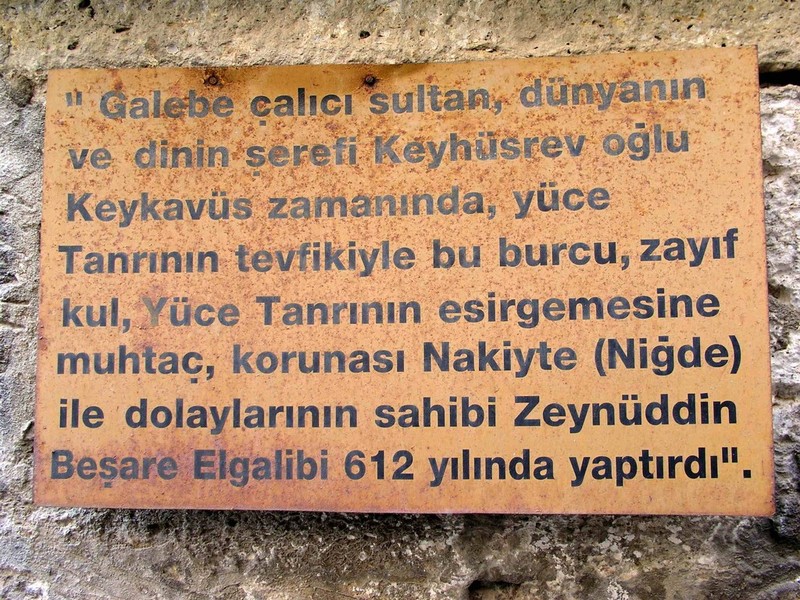 " Galebe çalıcı sultan, dünyanın
ve dinin şerefi Keyhüsrev oğlu
Keykavüs zamanında, yüce
Tanrının tevfikiyle bu burcu, zayıf
kul, Yüce Tanrının esirgemesine
muhtaç, korunası Nakiyte (Niğde)
ile dolaylarının sahibi Zeynüddin
Beşare Elgalibi 612 yılında yaptırdı".